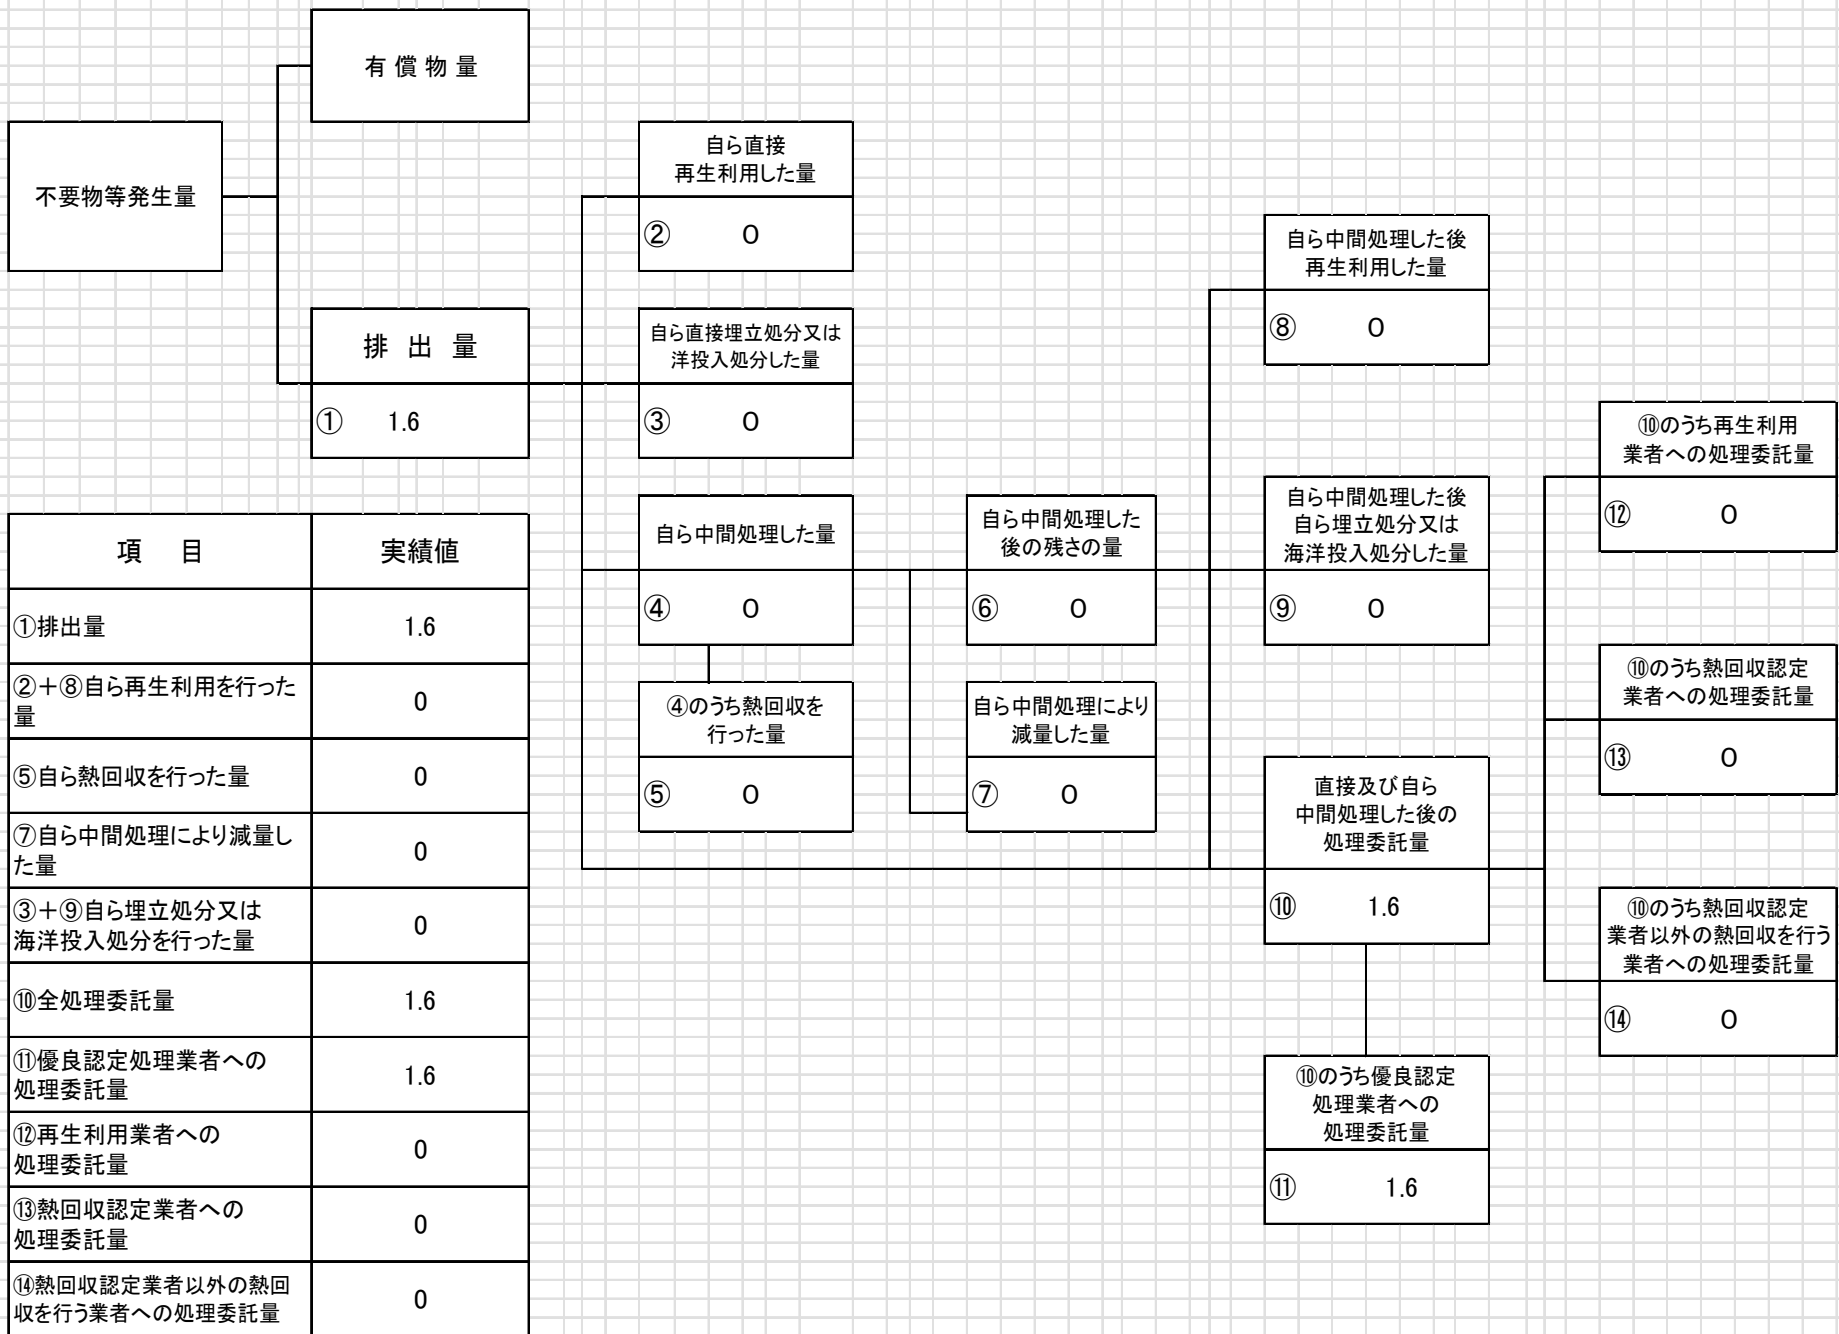 有 償 物 量
不要物等発生量
排 出 量
① 1.6
自ら直接
再生利用した量
② 0
自ら直接埋立処分又は
洋投入処分した量
③ 0
自ら中間処理した量
④ 0
④のうち熱回収を
行った量
⑤ 0
自ら中間処理した
後の残さの量
⑥ 0
自ら中間処理により
減量した量
⑦ 0
自ら中間処理した後
再生利用した量
⑧ 0
自ら中間処理した後
自ら埋立処分又は
海洋投入処分した量
⑨ 0
直接及び自ら
中間処理した後の
処理委託量
⑩ 1.6
⑩のうち優良認定
処理業者への
処理委託量
⑪ 1.6
⑩のうち再生利用
業者への処理委託量
⑫ 0
⑩のうち熱回収認定
業者への処理委託量
⑬ 0
⑩のうち熱回収認定
業者以外の熱回収を行う
業者への処理委託量
⑭ 0
項 目 実績値
①排出量 1.6
②+⑧自ら再生利用を行った
量 0
⑤自ら熱回収を行った量 0
⑦自ら中間処理により減量し
た量 0
③+⑨自ら埋立処分又は
海洋投入処分を行った量 0
⑩全処理委託量 1.6
⑪優良認定処理業者への
処理委託量 1.6
⑫再生利用業者への
処理委託量 0
⑬熱回収認定業者への
処理委託量 0
⑭熱回収認定業者以外の熱回
収を行う業者への処理委託量 0